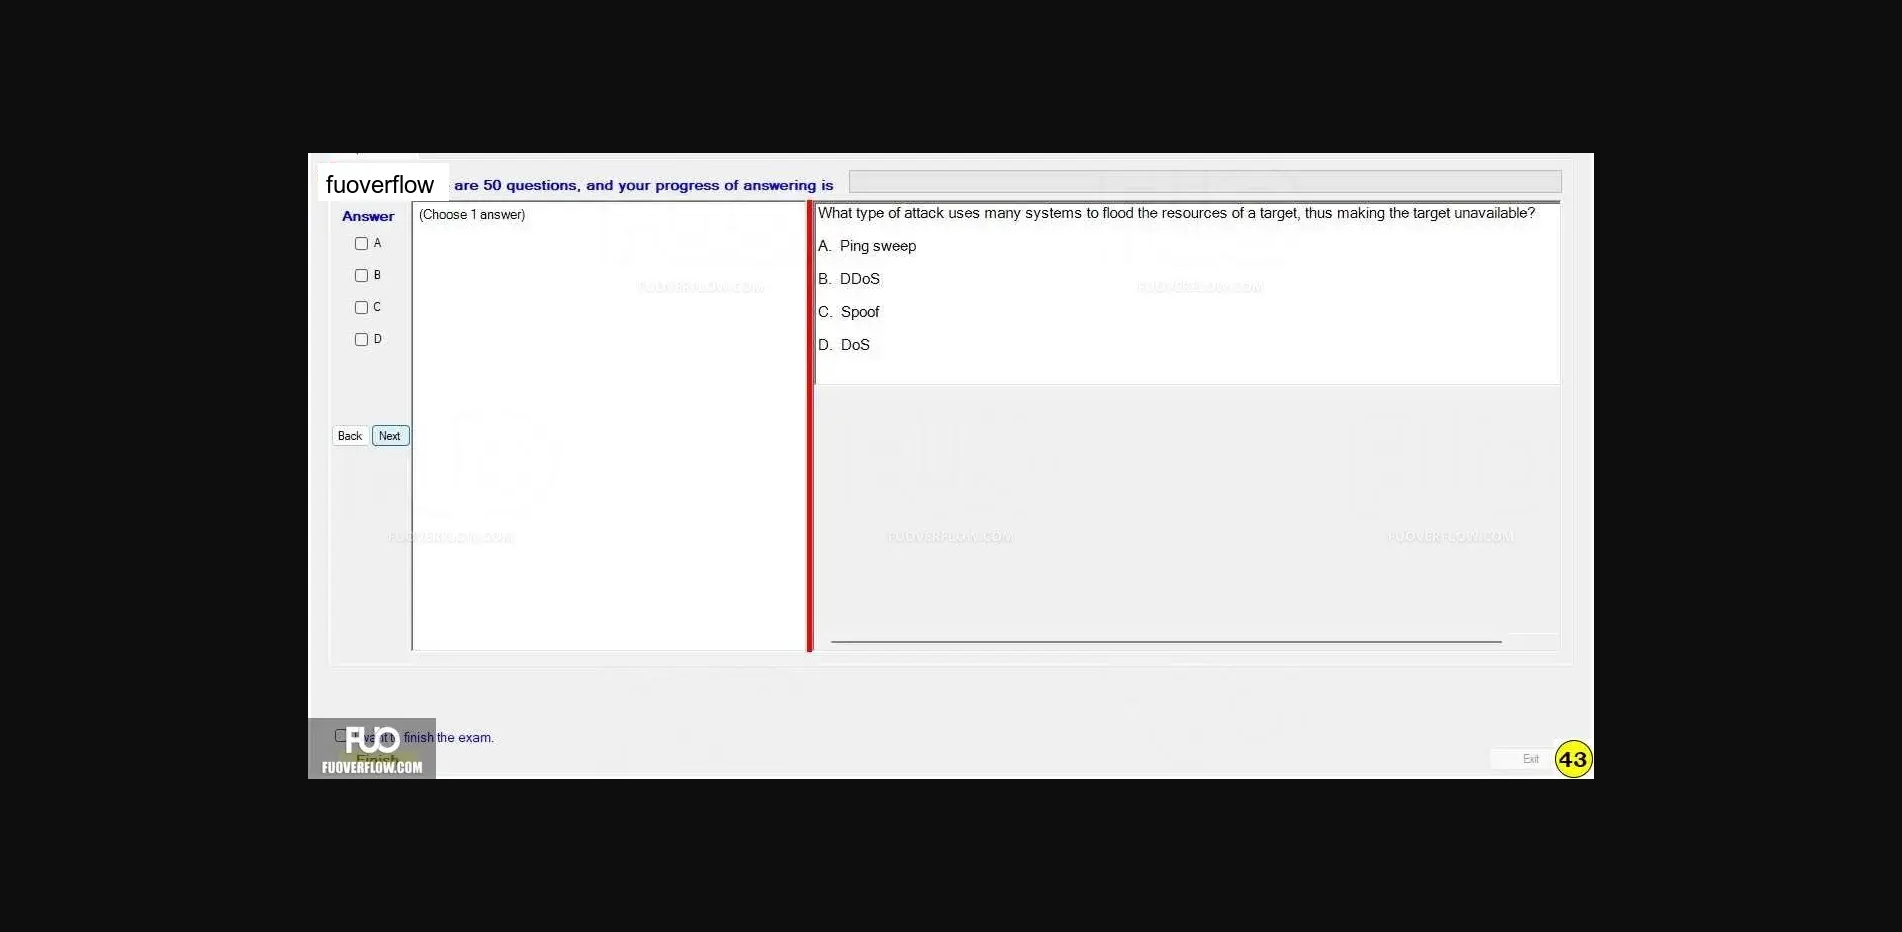 fuoverflow are 50 questions, and your progress of answering is
Answer
(Choose 1 answer)
A
B
C
D
Back Next
What type of attack uses many systems to flood the resources of a target, thus making the target unavailable?
A. Ping sweep
B. DDoS
C. Spoof
D. DoS
FUOVERFLOW.COM
FUOVERFLOW.COM
FUOVERFLOW.COM
FUOVERFLOW.COM
FUOVERFLOW.COM
I want to finish the exam.
Finish
FUO
FUOVERFLOW.COM
Exit
43